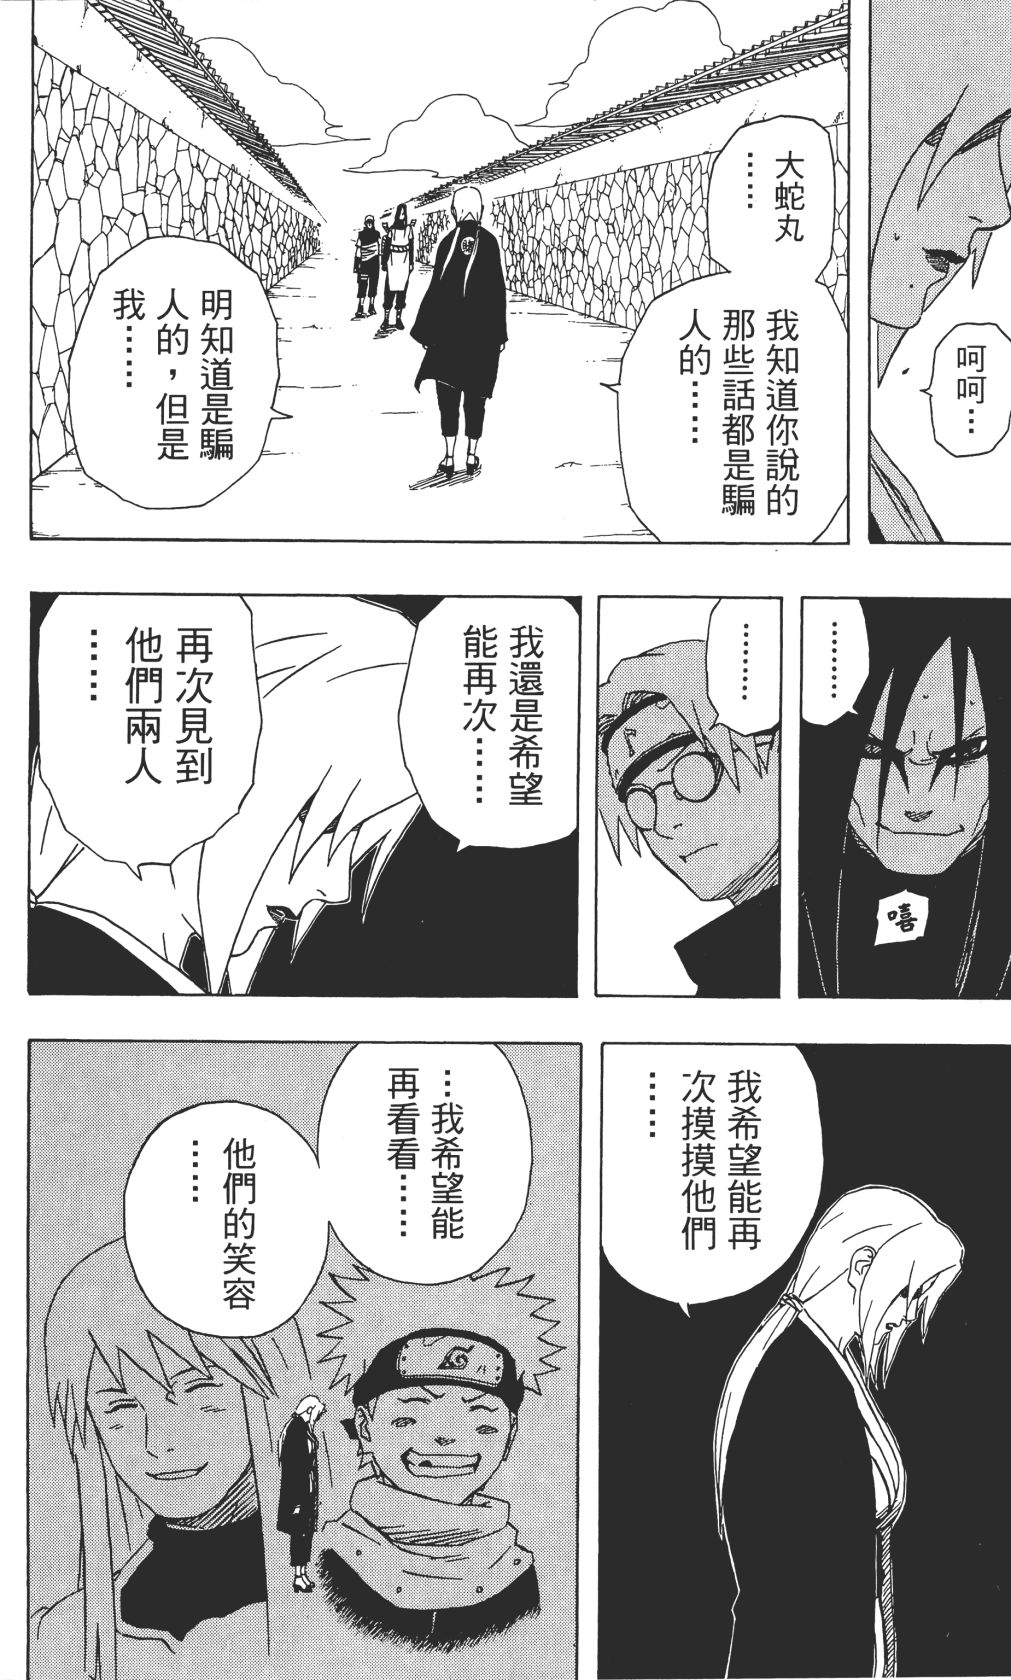 呵呵…
大蛇丸
……
我知道你說的
那些話都是騙
人的……
明知道是騙
人的，但是
我……
………
嘻
………
我還是希望
能再次……
再次見到
他們兩人
……
我希望能再
次摸摸他們
……
…我希望能
再看看……
他們的笑容
……